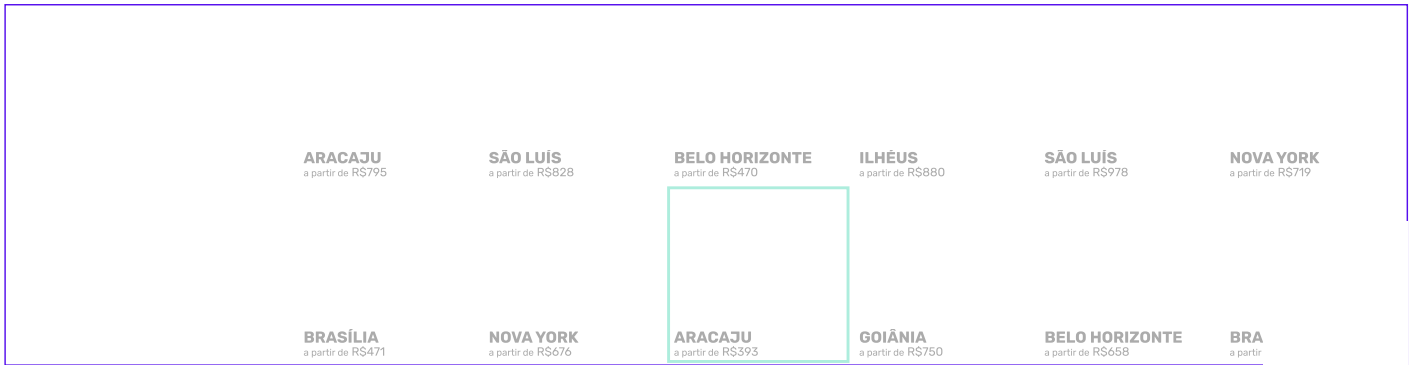 ARACAJU
a partir de R$795
SÃO LUÍS
a partir de R$828
BELO HORIZONTE
a partir de R$470
ILHÉUS
a partir de R$880
SÃO LUÍS
a partir de R$978
NOVA YORK
a partir de R$719
BRASÍLIA
a partir de R$471
NOVA YORK
a partir de R$676
ARACAJU
a partir de R$393
GOIÂNIA
a partir de R$750
BELO HORIZONTE
a partir de R$658
BRA
a partir